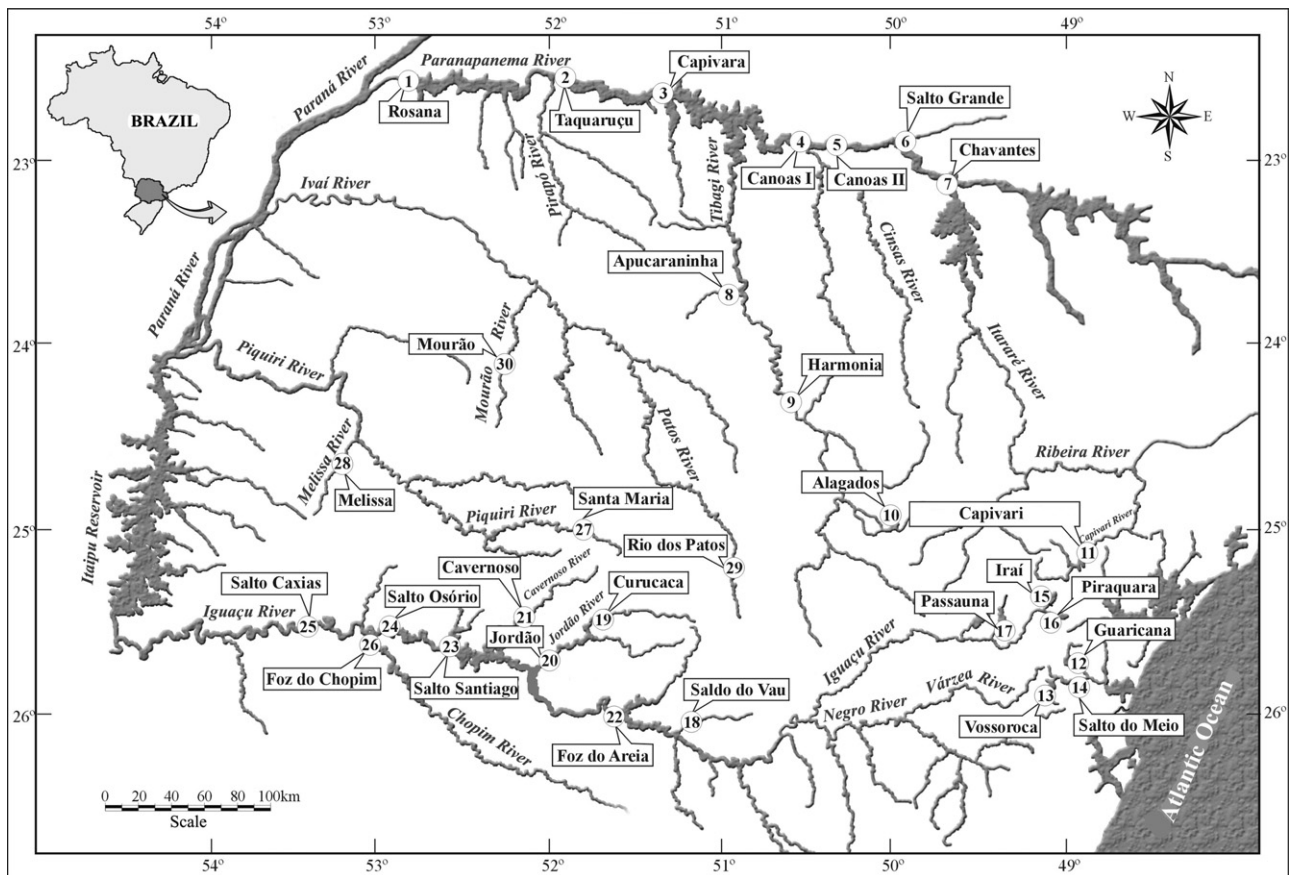 54° 53° 52° 51° 50° 49°
BRAZIL
Paraná River
Paranapanema River
Capivara
N
W E
S
1
Rosana
2
Taquaruçu
3
Salto Grande
4
Canoas I
5
Canoas II
6
Chavantes
7
23° 23°
Ivaí River
Pirapó River
Tibagi River
Cinsas River
Paraná River
Apucaraninha
8
Itararé River
24° 24°
Piquiri River
Mourão
30
Mourão River
Harmonia
9
Patos River
Melissa River
28
Melissa
Ribeira River
Alagados
10
Santa Maria
27
Piquiri River
Capivari
Capivari River
11
25° 25°
Itaipu Reservoir
Rio dos Patos
29
Cavernoso
Cavernoso River
21
Curucaca
19
Iraí
15
Piraquara
16
Passauna
17
Salto Caxias
25
Iguaçu River
Salto Osório
24
Jordão
Jordão River
20
Guaricana
12
26
Foz do Chopim
23
Salto Santiago
Iguaçu River
Várzea River
13
Vossoroca
14
Salto do Meio
Saldo do Vau
18
Negro River
26° 26°
22
Foz do Areia
Chopim River
Atlantic Ocean
0 20 40 60 80 100km
Scale
54° 53° 52° 51° 50° 49°